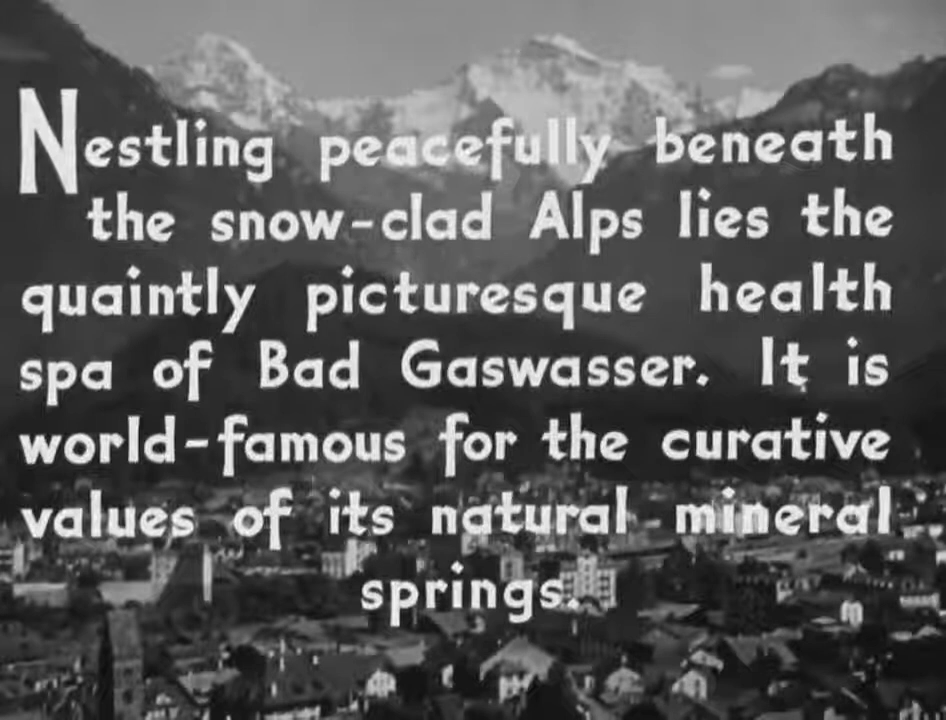 Nestling peacefully beneath
the snow-clad Alps lies the
quaintly picturesque health
spa of Bad Gaswasser. It is
world-famous for the curative
values of its natural mineral
springs.